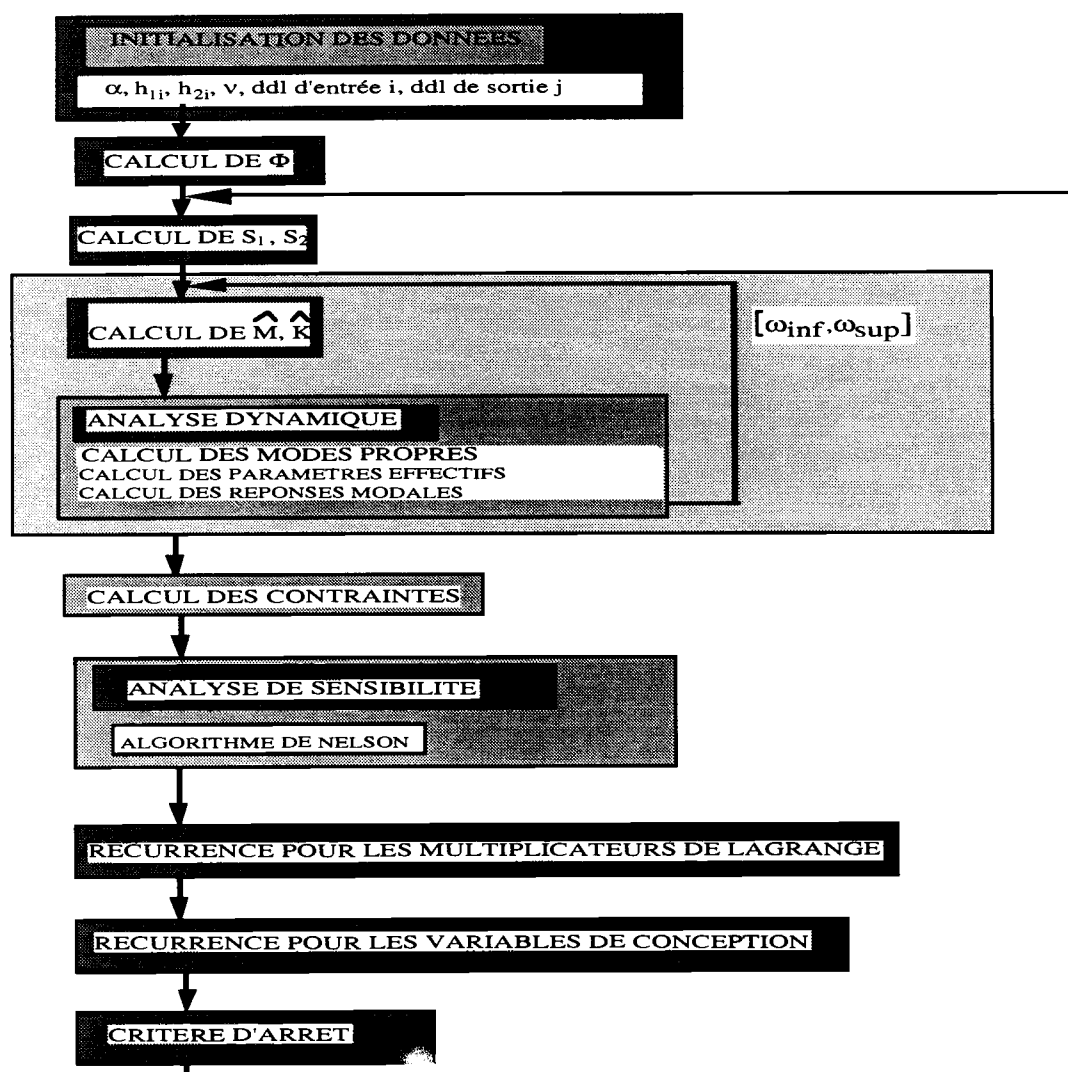 INITIALISATION DES DONNEES
α, h₁ᵢ, h₂ᵢ, ν, ddl d'entrée i, ddl de sortie j
CALCUL DE Φ
CALCUL DE S₁, S₂
CALCUL DE M̂, K̂
[ωinf,ωsup]
ANALYSE DYNAMIQUE
CALCUL DES MODES PROPRES
CALCUL DES PARAMETRES EFFECTIFS
CALCUL DES REPONSES MODALES
CALCUL DES CONTRAINTES
ANALYSE DE SENSIBILITE
ALGORITHME DE NELSON
RECURRENCE POUR LES MULTIPLICATEURS DE LAGRANGE
RECURRENCE POUR LES VARIABLES DE CONCEPTION
CRITERE D'ARRET